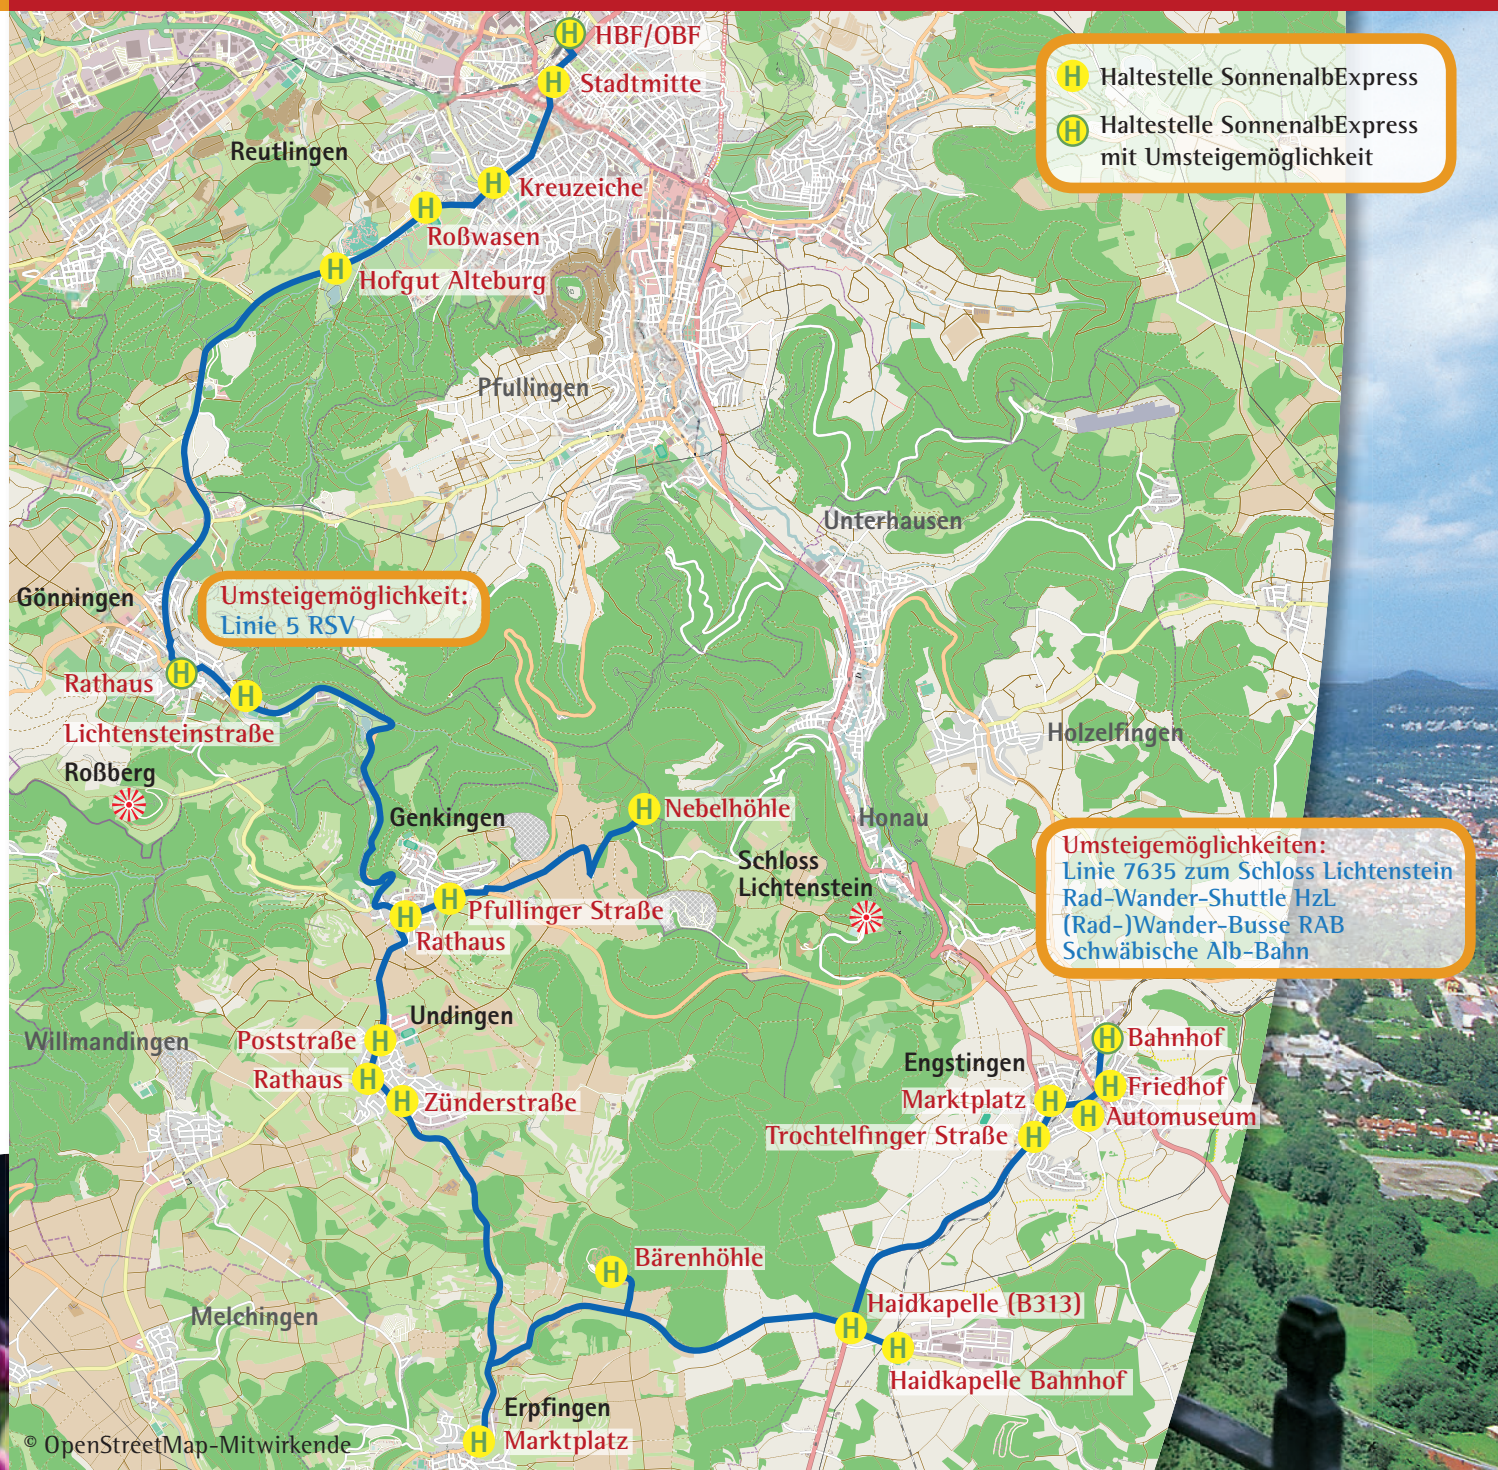 H HBF/OBF
H Stadtmitte
H Haltestelle SonnenalbExpress
H Haltestelle SonnenalbExpress
mit Umsteigemöglichkeit
Reutlingen
H Kreuzeiche
H
Roßwasen
H
Hofgut Alteburg
Pfullingen
Unterhausen
Gönningen
Umsteigemöglichkeit:
Linie 5 RSV
Rathaus H
H
Lichtensteinstraße
Holzelfingen
Roßberg
Genkingen
H Nebelhöhle
Honau
Schloss
Lichtenstein
Umsteigemöglichkeiten:
Linie 7635 zum Schloss Lichtenstein
Rad-Wander-Shuttle HzL
(Rad-)Wander-Busse RAB
Schwäbische Alb-Bahn
H Pfullinger Straße
H
Rathaus
Undingen
Willmandingen
Poststraße H
Rathaus H
H Zünderstraße
Engstingen
H Bahnhof
H Friedhof
Marktplatz H
H Automuseum
Trochtelfinger Straße H
H Bärenhöhle
Haidkapelle (B313)
H
H
Haidkapelle Bahnhof
Melchingen
Erpfingen
H Marktplatz
© OpenStreetMap-Mitwirkende